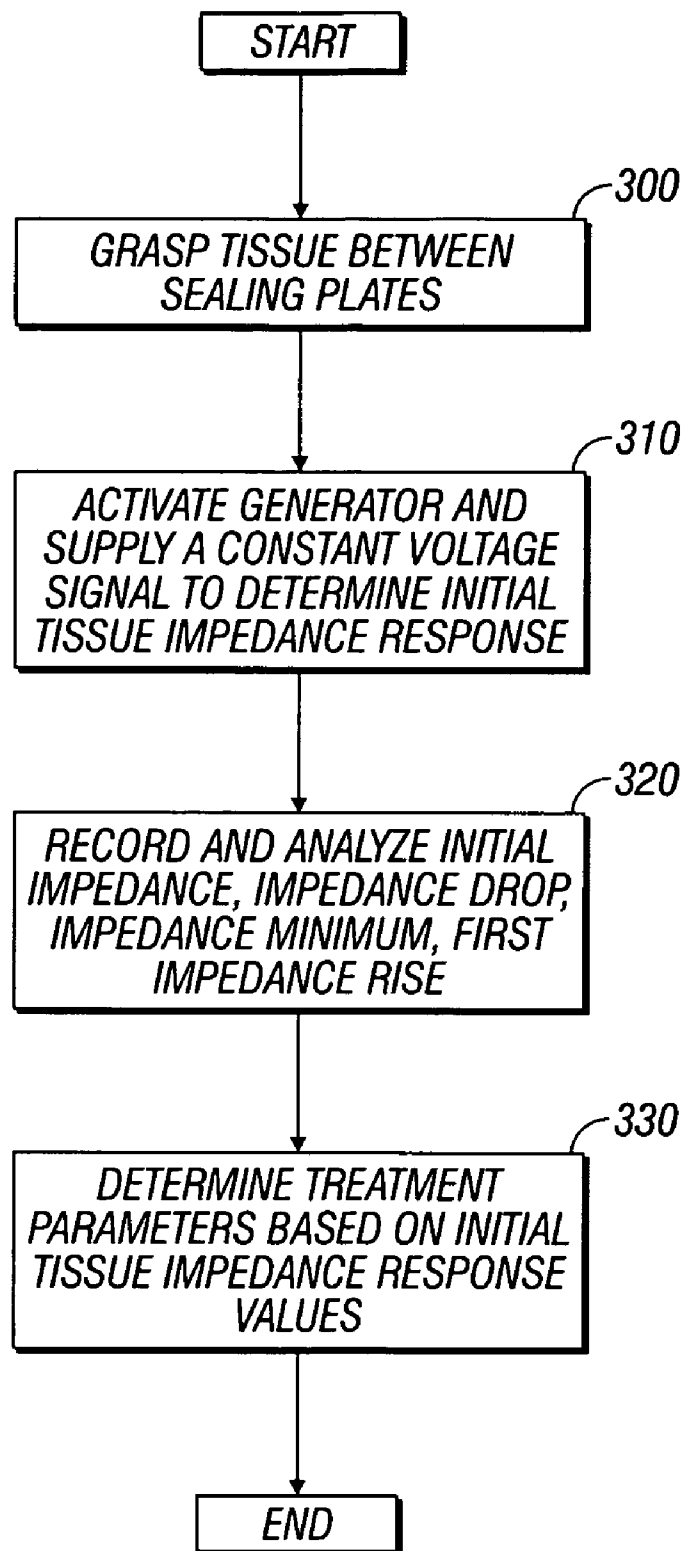 START
300
GRASP TISSUE BETWEEN
SEALING PLATES
310
ACTIVATE GENERATOR AND
SUPPLY A CONSTANT VOLTAGE
SIGNAL TO DETERMINE INITIAL
TISSUE IMPEDANCE RESPONSE
320
RECORD AND ANALYZE INITIAL
IMPEDANCE, IMPEDANCE DROP,
IMPEDANCE MINIMUM, FIRST
IMPEDANCE RISE
330
DETERMINE TREATMENT
PARAMETERS BASED ON INITIAL
TISSUE IMPEDANCE RESPONSE
VALUES
END